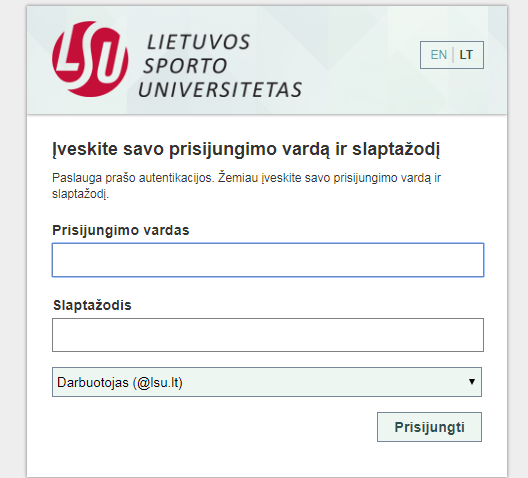 LSU
LIETUVOS
SPORTO
UNIVERSITETAS
EN LT
Įveskite savo prisijungimo vardą ir slaptažodį
Paslauga prašo autentikacijos. Žemiau įveskite savo prisijungimo vardą ir
slaptažodį.
Prisijungimo vardas
Slaptažodis
Darbuotojas (@lsu.lt)
Prisijungti